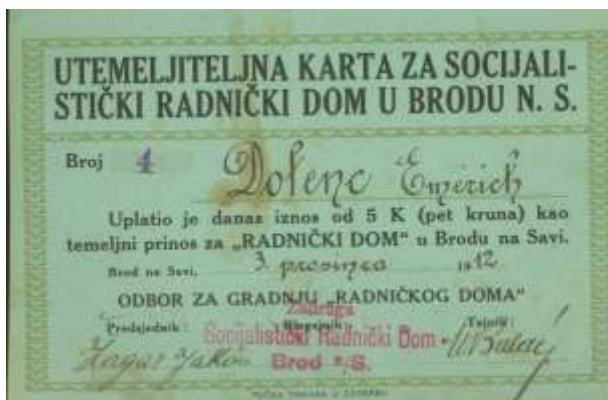 UTEMELJITELJNA KARTA ZA SOCIJALI-
STIČKI RADNIČKI DOM U BRODU N. S.
Broj 4 Dolenc Emerich
Uplatio je danas iznos od 5 K (pet kruna) kao
temeljni prinos za „RADNIČKI DOM" u Brodu na Savi.
Brod na Savi, 3. prosinca 1912
ODBOR ZA GRADNJU „RADNIČKOG DOMA"
Zadruga
Predsjednik: Tajnik:
Socijalistički Radnički Dom
Žagar Jakob
Brod n/S.